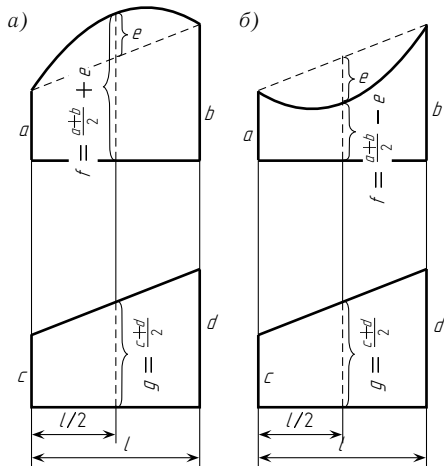 а)
e
a
f = (a+b)/2 + e
b
c
g = (c+d)/2
d
l/2
l
б)
e
a
f = (a+b)/2 − e
b
c
g = (c+d)/2
d
l/2
l